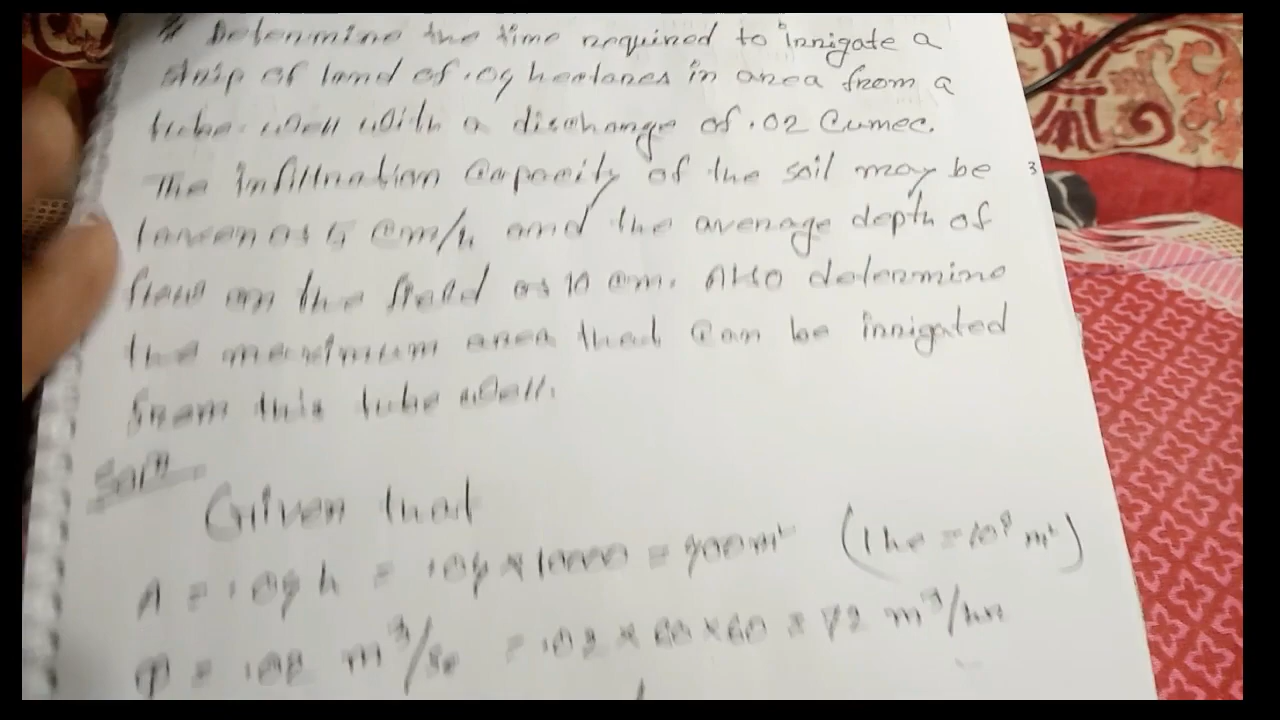 # Determine the time required to irrigate a
strip of land of .04 hectares in area from a
tube-well with a discharge of .02 Cumec.
The infiltration Capacity of the soil may be
taken as 5 cm/h and the average depth of
flow on the field as 10 cm. Also determine
the maximum area that Can be irrigated
from this tube well.
Solⁿ
Given that
A = .04 h = .04 × 10000 = 400 m² (1 he = 10⁴ m²)
Q = .02 m³/se = .02 × 60 × 60 = 72 m³/hr
3